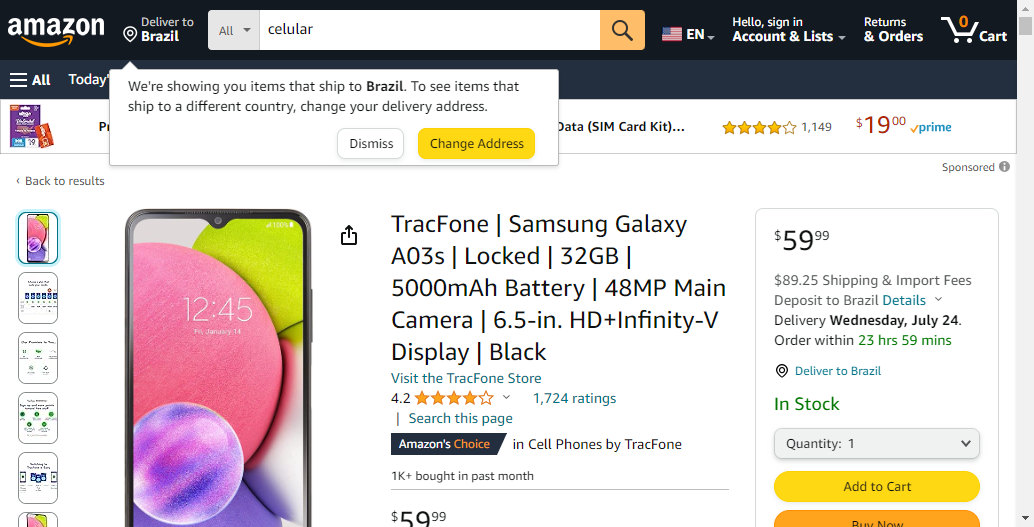 amazon
Deliver to
Brazil
All
celular
EN
Hello, sign in
Account & Lists
Returns
& Orders
0
Cart
All
Today'
We're showing you items that ship to Brazil. To see items that
ship to a different country, change your delivery address.
Dismiss
Change Address
Data (SIM Card Kit)...
1,149
$19 00
prime
Sponsored
‹ Back to results
12:45
Fri, January 14
100%
TracFone | Samsung Galaxy
A03s | Locked | 32GB |
5000mAh Battery | 48MP Main
Camera | 6.5-in. HD+Infinity-V
Display | Black
Visit the TracFone Store
4.2
1,724 ratings
| Search this page
Amazon's Choice
in Cell Phones by TracFone
1K+ bought in past month
$59 99
$59 99
$89.25 Shipping & Import Fees
Deposit to Brazil Details
Delivery Wednesday, July 24.
Order within 23 hrs 59 mins
Deliver to Brazil
In Stock
Quantity: 1
Add to Cart
Buy Now